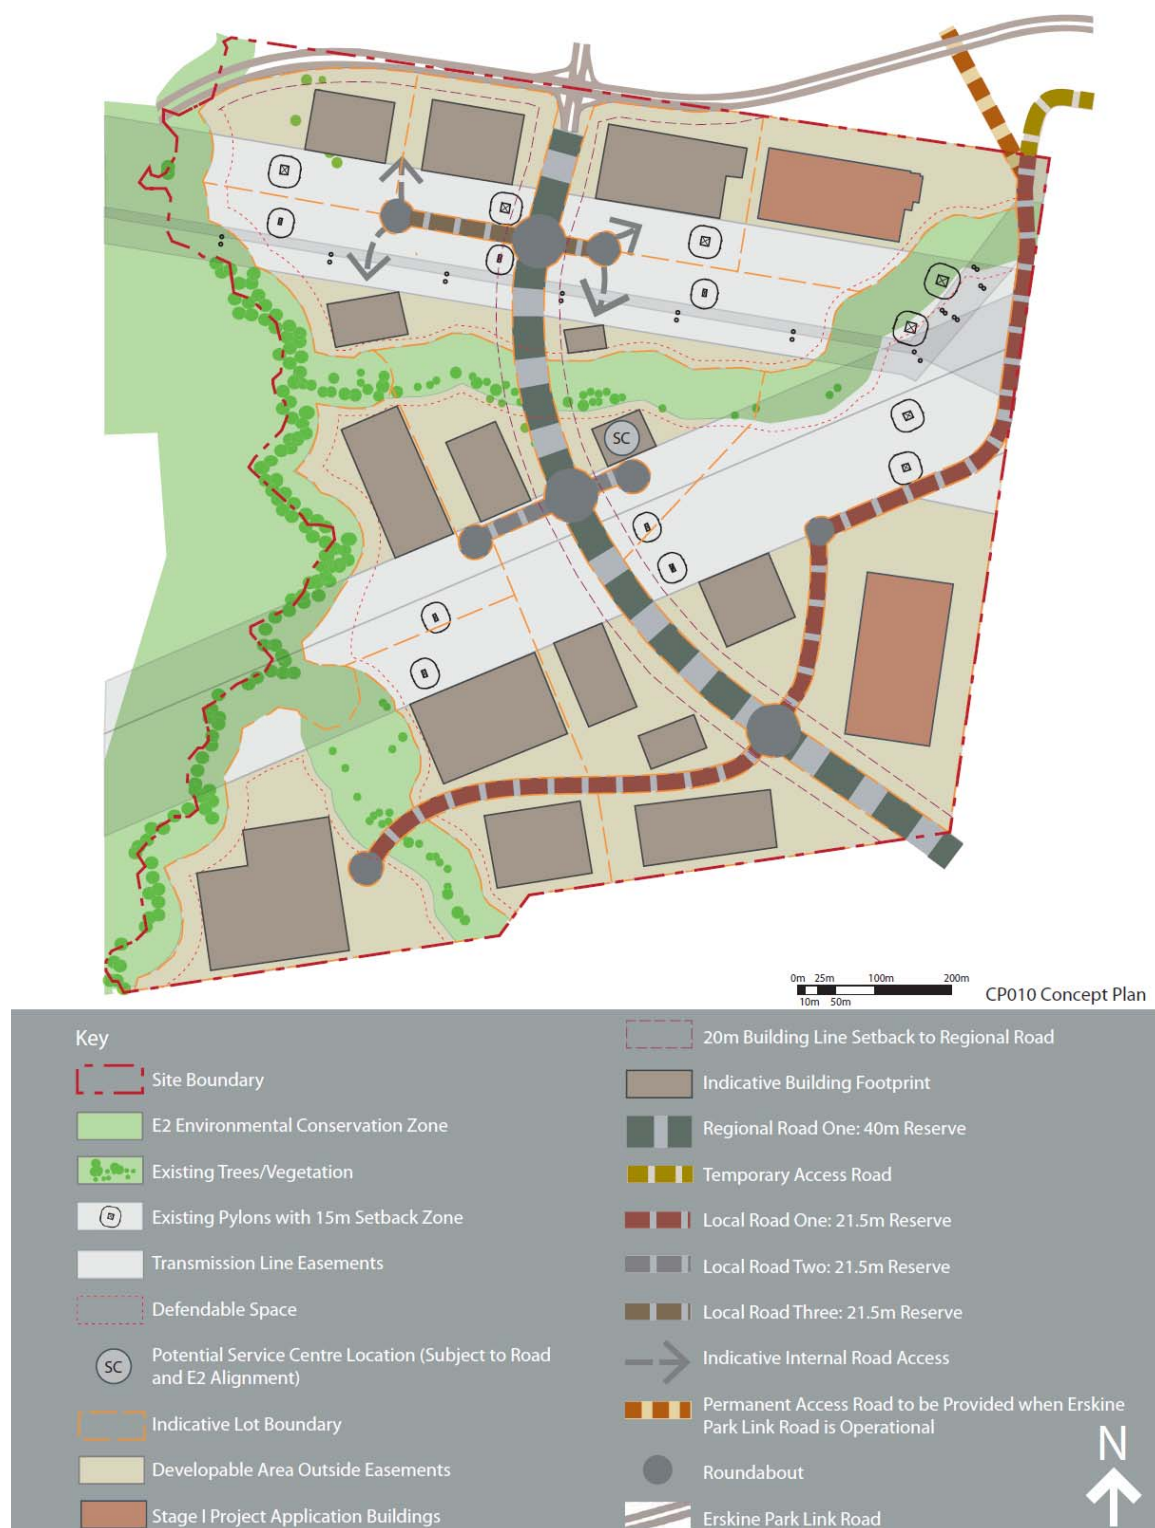 SC
0m 25m 100m 200m
10m 50m
CP010 Concept Plan
Key
Site Boundary
E2 Environmental Conservation Zone
Existing Trees/Vegetation
Existing Pylons with 15m Setback Zone
Transmission Line Easements
Defendable Space
SC
Potential Service Centre Location (Subject to Road
and E2 Alignment)
Indicative Lot Boundary
Developable Area Outside Easements
Stage I Project Application Buildings
20m Building Line Setback to Regional Road
Indicative Building Footprint
Regional Road One: 40m Reserve
Temporary Access Road
Local Road One: 21.5m Reserve
Local Road Two: 21.5m Reserve
Local Road Three: 21.5m Reserve
Indicative Internal Road Access
Permanent Access Road to be Provided when Erskine
Park Link Road is Operational
Roundabout
Erskine Park Link Road
N